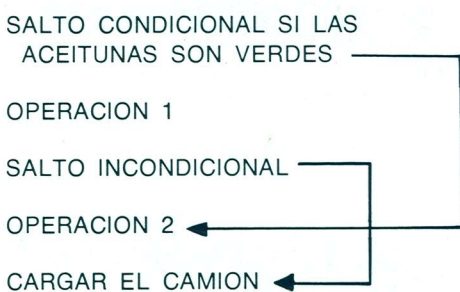 SALTO CONDICIONAL SI LAS
ACEITUNAS SON VERDES
OPERACION 1
SALTO INCONDICIONAL
OPERACION 2
CARGAR EL CAMION